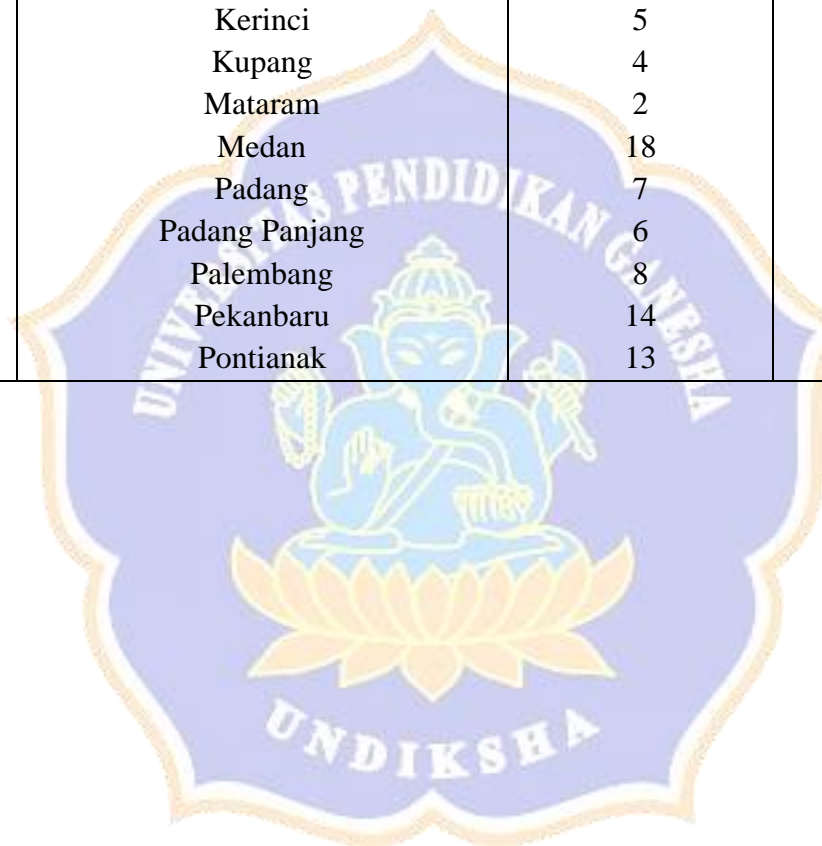 Kerinci 5
Kupang 4
Mataram 2
Medan 18
Padang 7
Padang Panjang 6
Palembang 8
Pekanbaru 14
Pontianak 13
UNIVERSITAS PENDIDIKAN GANESHA
UNDIKSHA